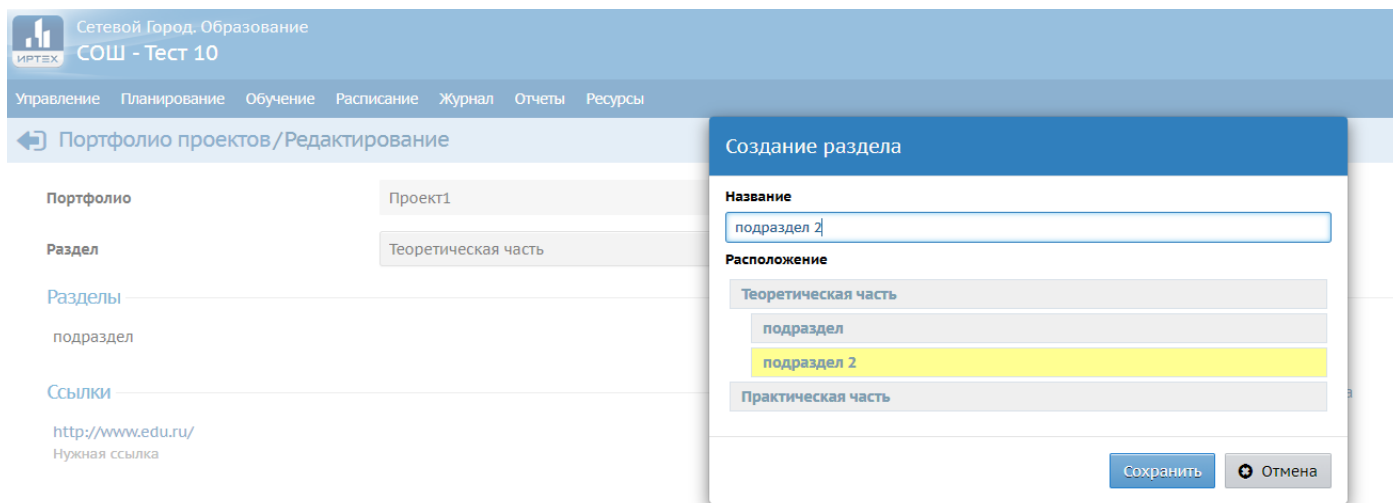 Сетевой Город. Образование
ИРТЕХ СОШ - Тест 10
Управление Планирование Обучение Расписание Журнал Отчеты Ресурсы
Портфолио проектов/Редактирование
Портфолио Проект1
Раздел Теоретическая часть
Разделы
подраздел
Ссылки
http://www.edu.ru/
Нужная ссылка
Создание раздела
Название
подраздел 2
Расположение
Теоретическая часть
подраздел
подраздел 2
Практическая часть
Сохранить Отмена